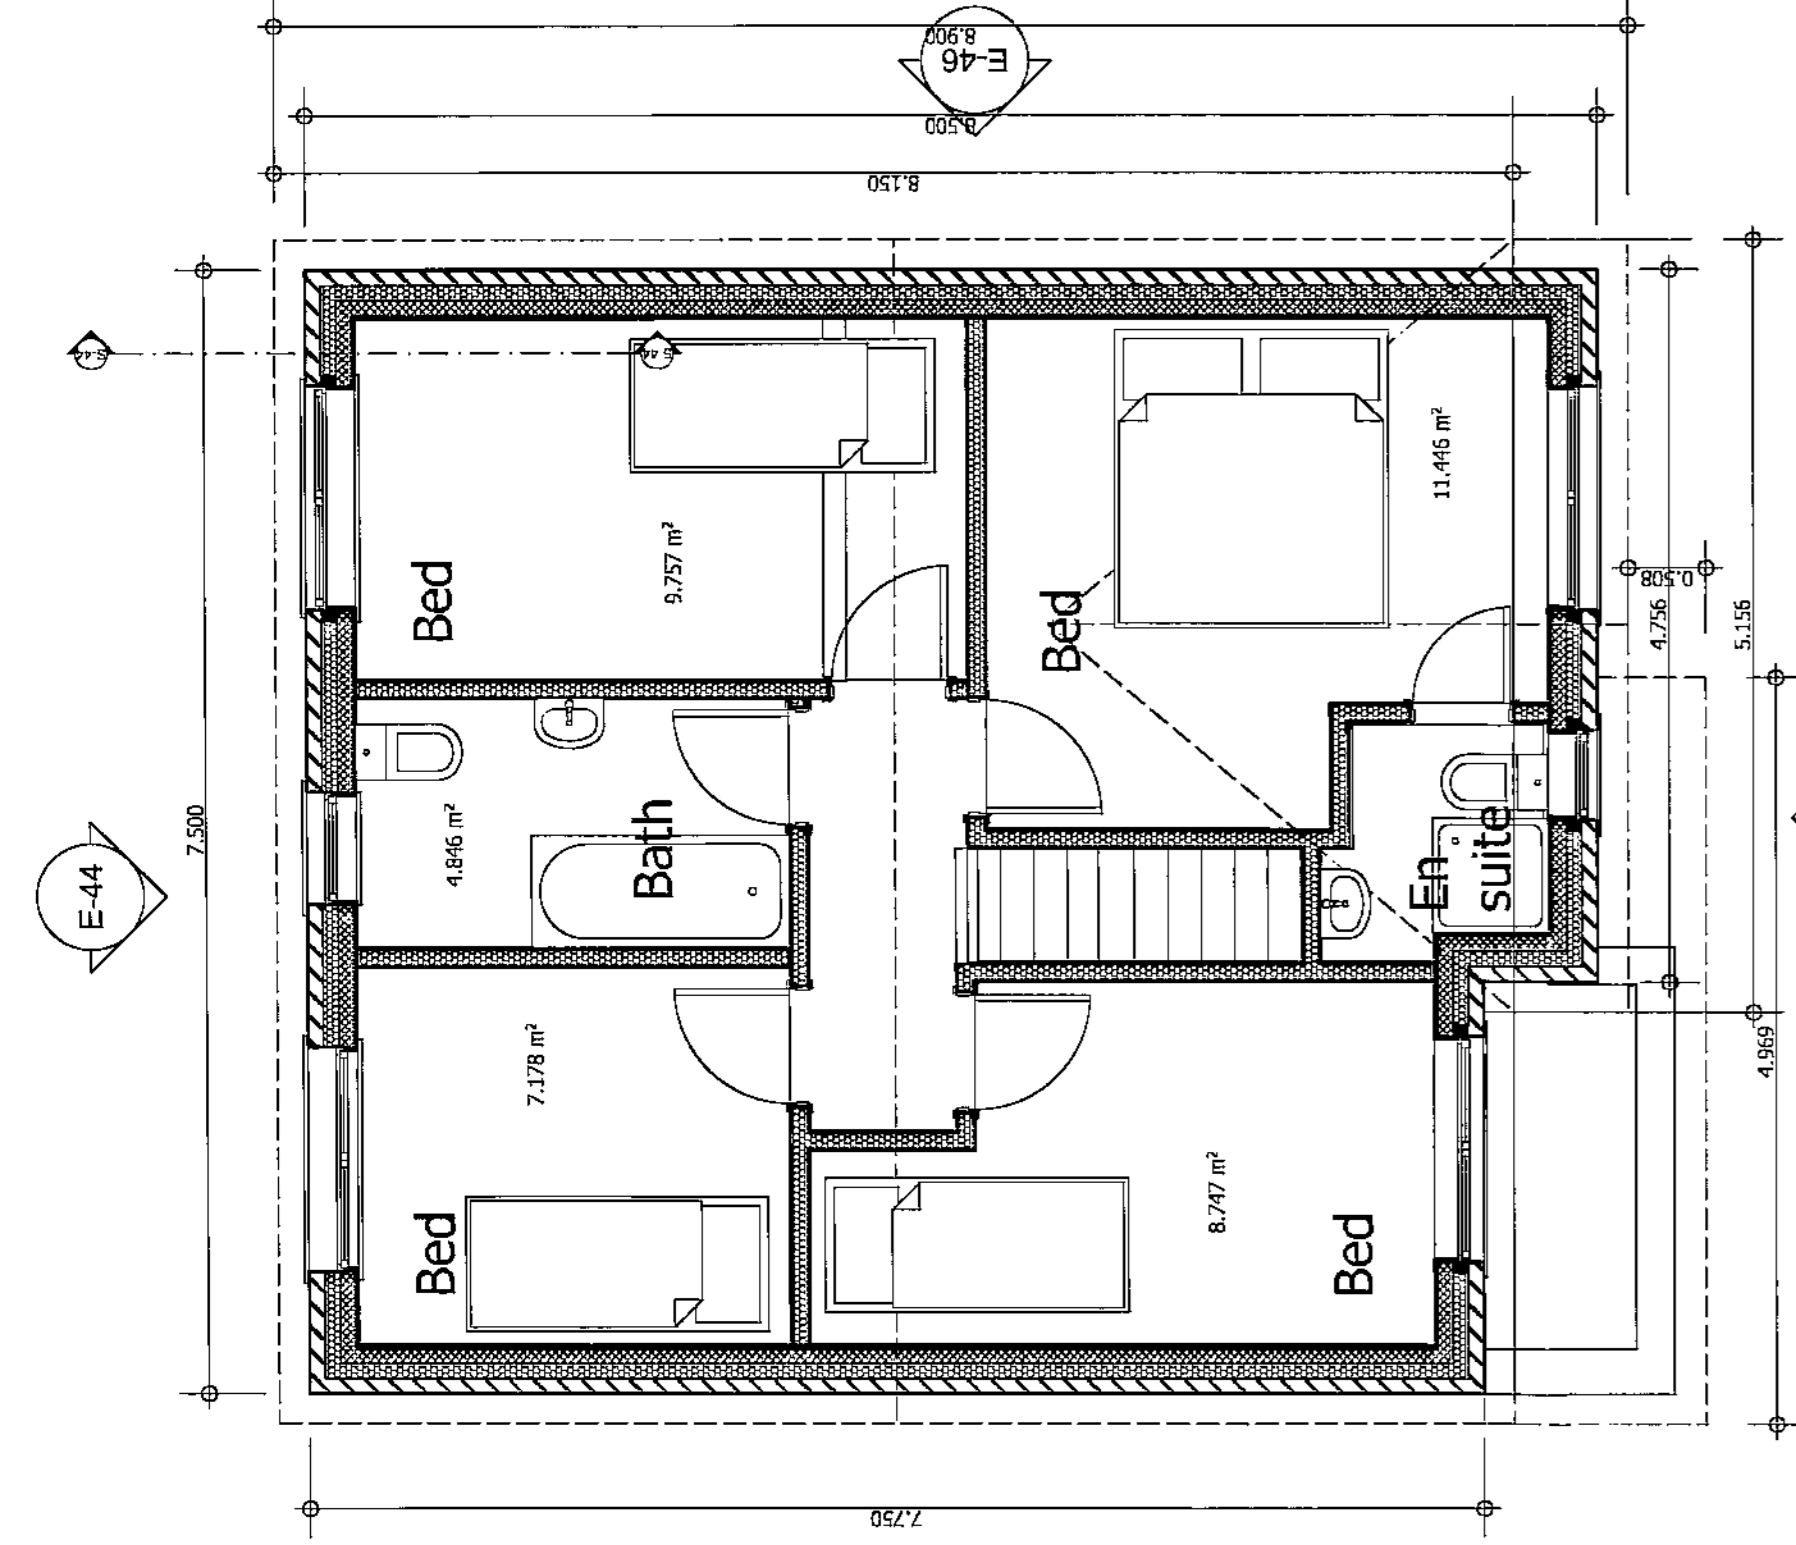 8.900
E-46
8.500
8.150
S-44
S-44
7.500
E-44
Bed
9.757 m²
Bed
11.446 m²
0.508
4.756
5.156
4.846 m²
Bath
En
suite
4.969
7.178 m²
Bed
8.747 m²
Bed
7.750